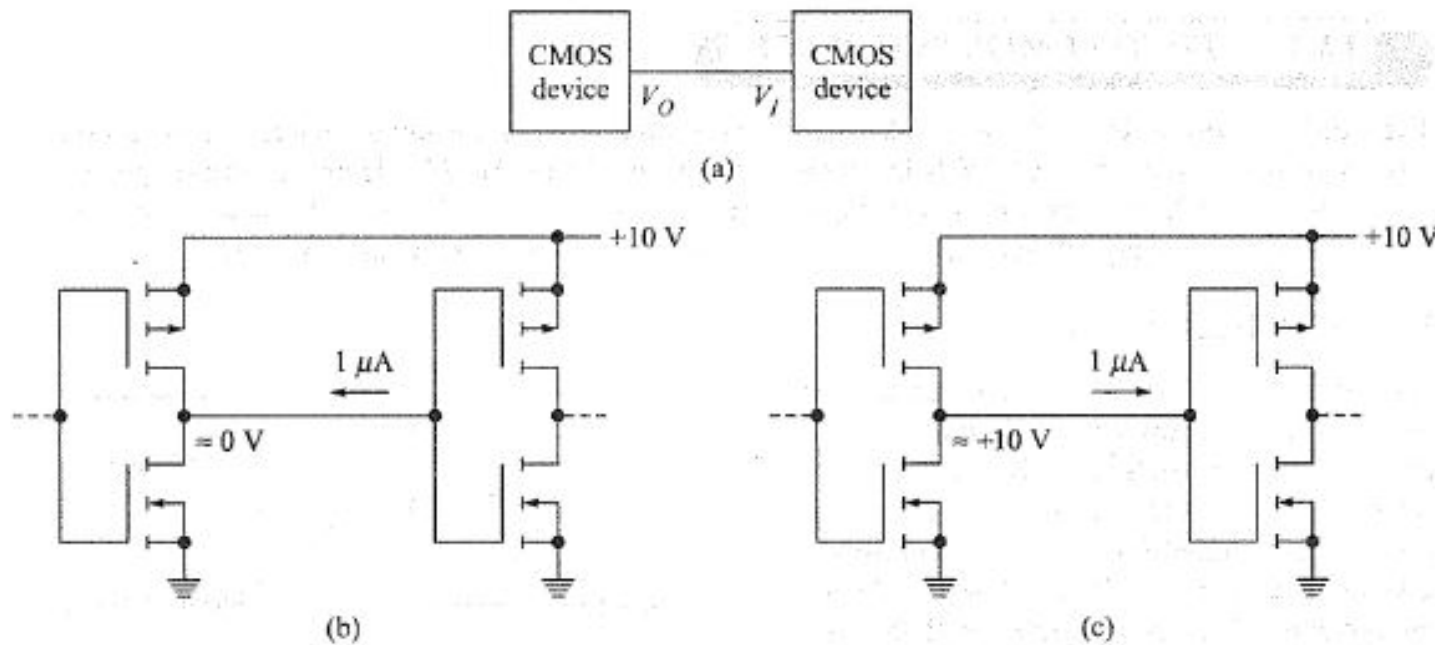 CMOS
device
CMOS
device
V_O
V_I
(a)
+10 V
1 μA
≈ 0 V
(b)
+10 V
1 μA
≈ +10 V
(c)